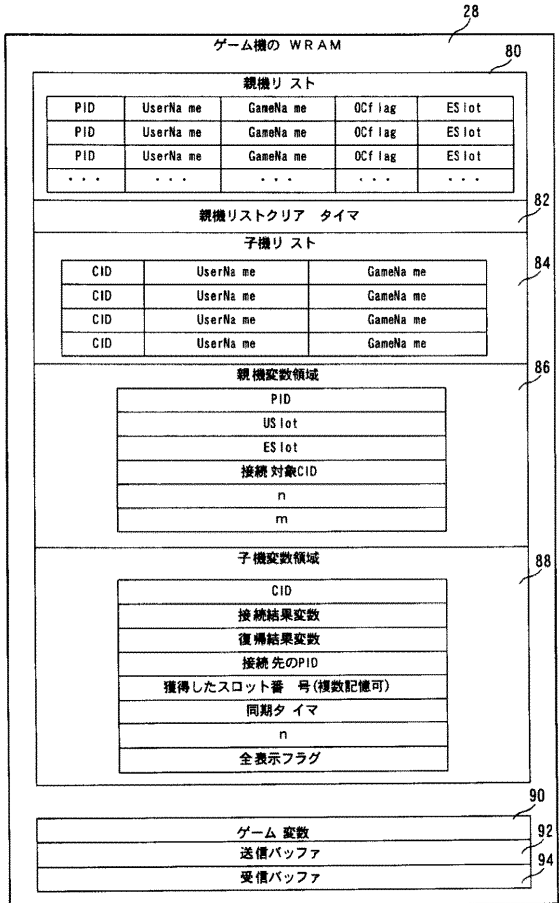 28
ゲーム機の WRAM
80
親機リスト
PID UserName GameName OCflag ESlot
PID UserName GameName OCflag ESlot
PID UserName GameName OCflag ESlot
・・・ ・・・ ・・・ ・・・ ・・・
82
親機リストクリア タイマ
子機リスト
84
CID UserName GameName
CID UserName GameName
CID UserName GameName
CID UserName GameName
親機変数領域
86
PID
USlot
ESlot
接続対象CID
n
m
子機変数領域
88
CID
接続結果変数
復帰結果変数
接続先のPID
獲得したスロット番 号(複数記憶可)
同期タイマ
n
全表示フラグ
90
ゲーム変数
92
送信バッファ
94
受信バッファ